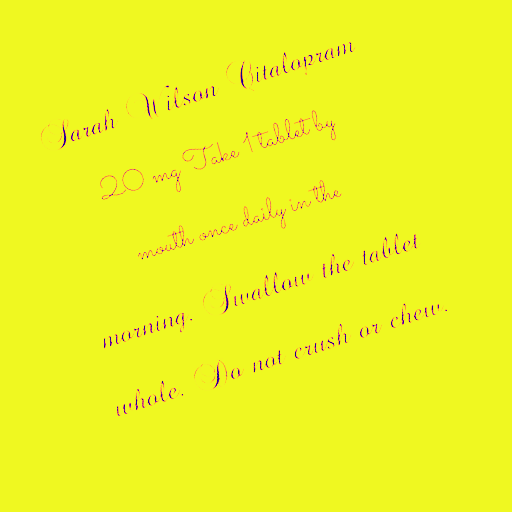 Sarah Wilson Citalopram
20 mg Take 1 tablet by
mouth once daily in the
morning. Swallow the tablet
whole. Do not crush or chew.